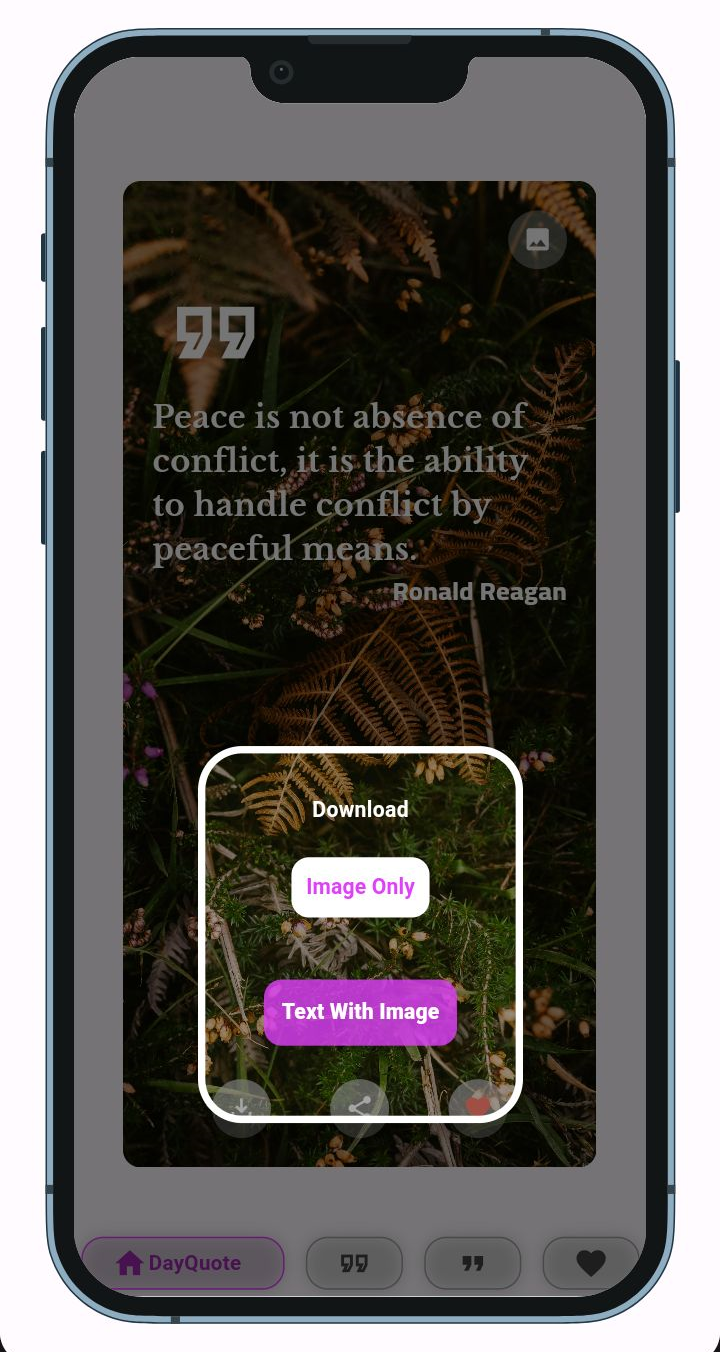 Peace is not absence of
conflict, it is the ability
to handle conflict by
peaceful means.
Ronald Reagan
Download
Image Only
Text With Image
DayQuote